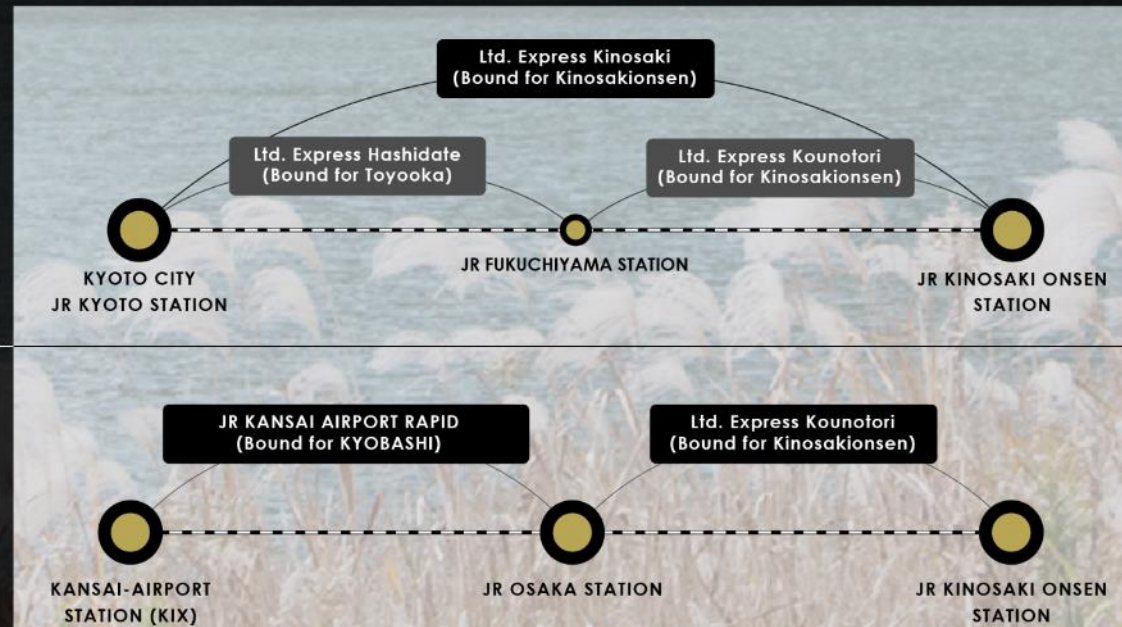 Ltd. Express Kinosaki
(Bound for Kinosakionsen)
Ltd. Express Hashidate
(Bound for Toyooka)
Ltd. Express Kounotori
(Bound for Kinosakionsen)
KYOTO CITY
JR KYOTO STATION
JR FUKUCHIYAMA STATION
JR KINOSAKI ONSEN
STATION
JR KANSAI AIRPORT RAPID
(Bound for KYOBASHI)
Ltd. Express Kounotori
(Bound for Kinosakionsen)
KANSAI-AIRPORT
STATION (KIX)
JR OSAKA STATION
JR KINOSAKI ONSEN
STATION